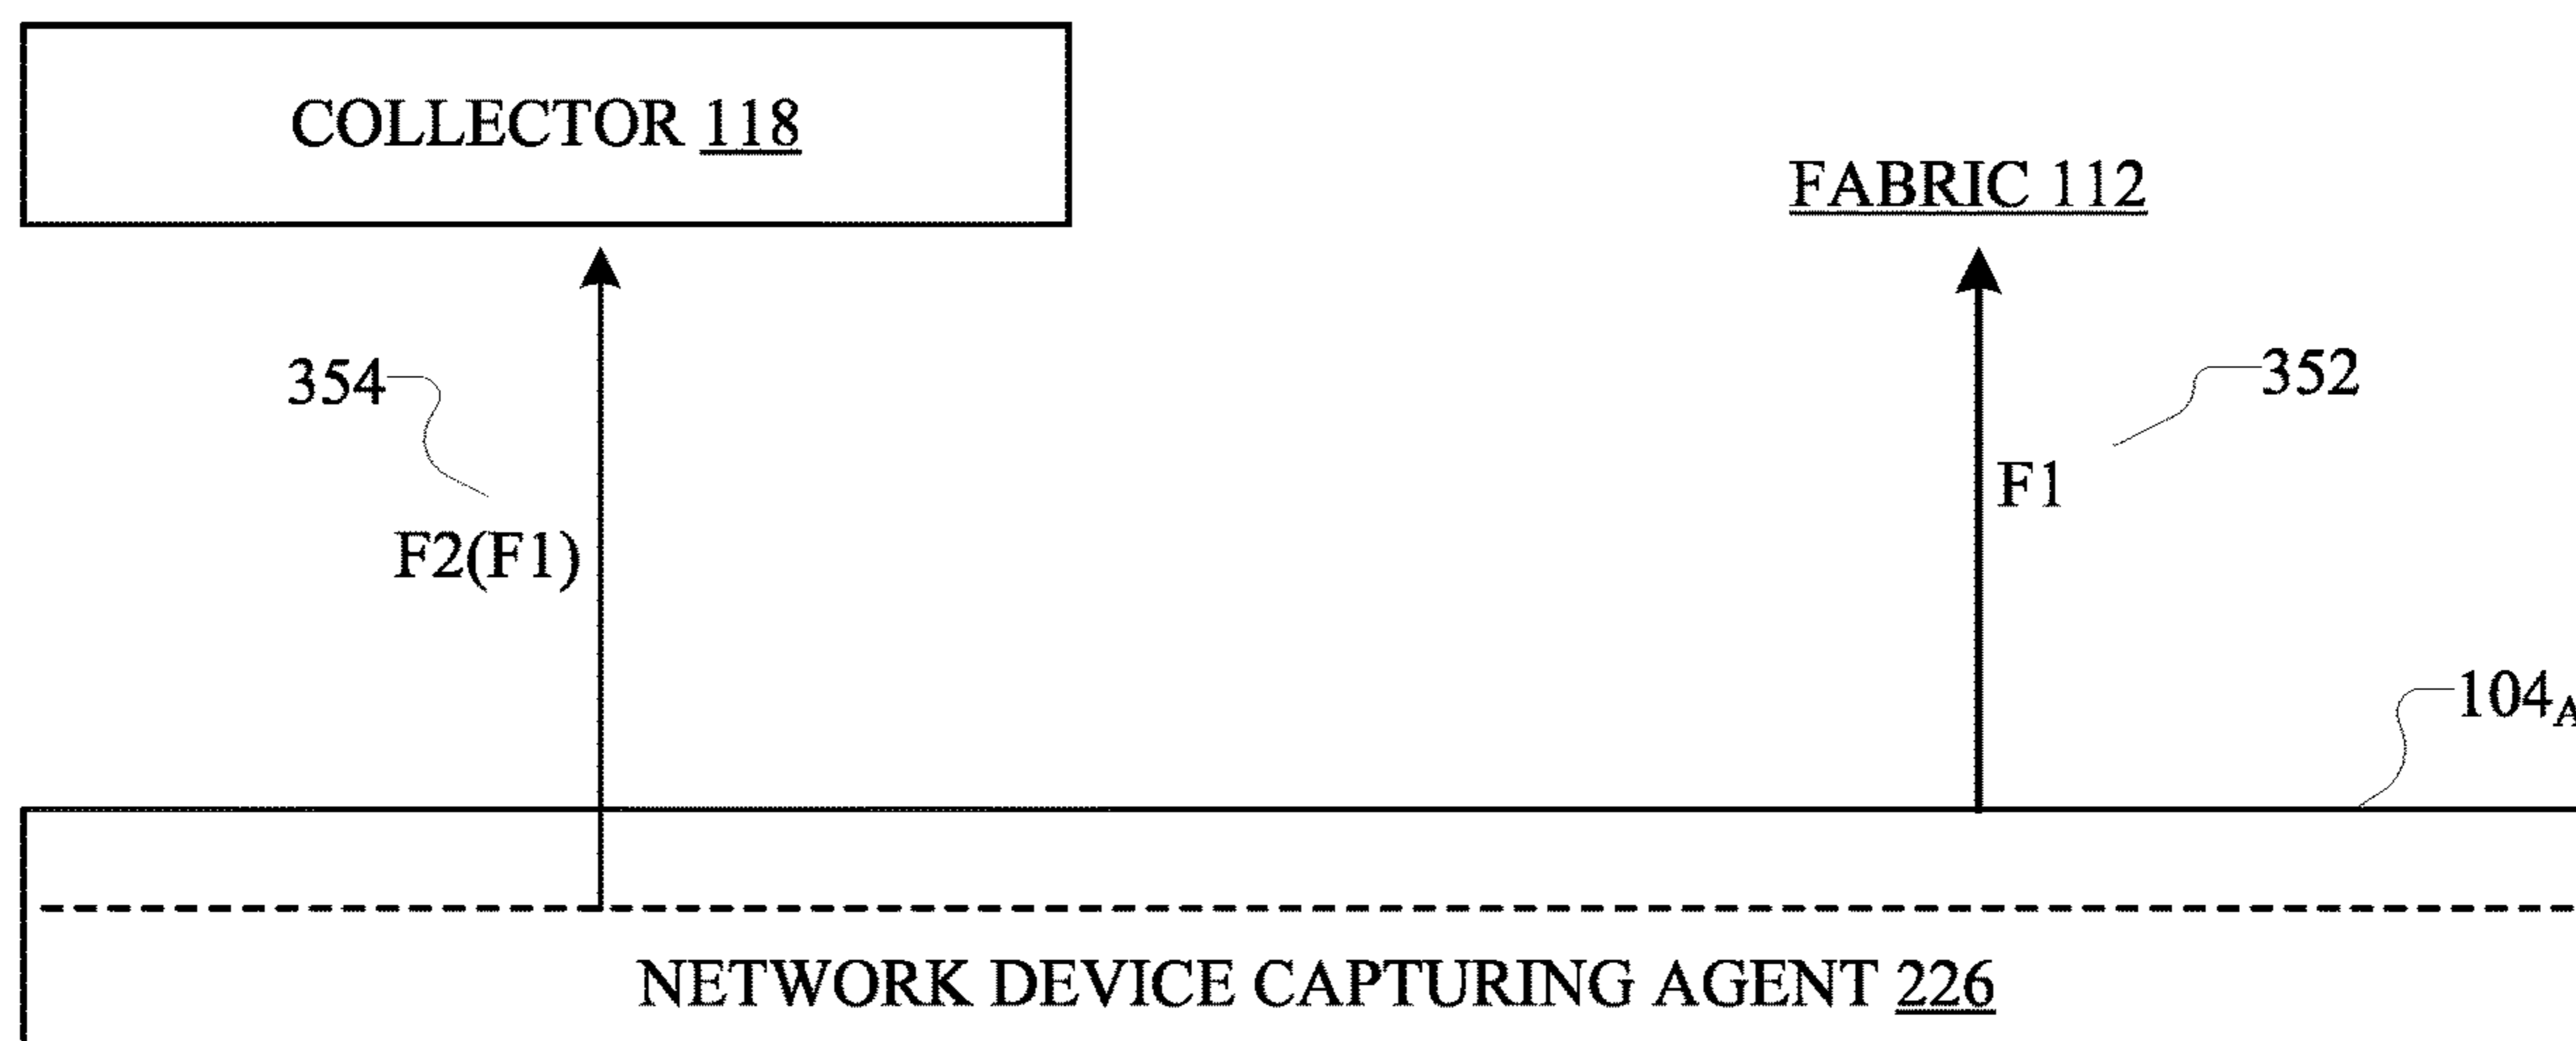 COLLECTOR 118
FABRIC 112
354
352
F1
F2(F1)
104A
NETWORK DEVICE CAPTURING AGENT 226